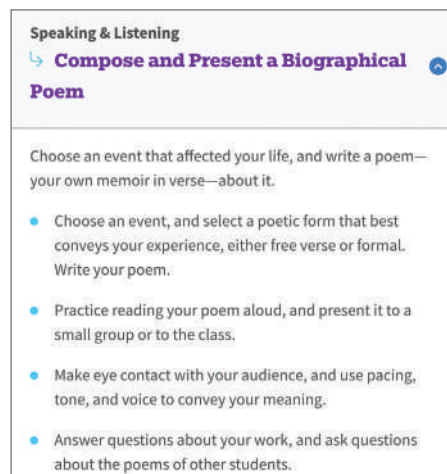 Speaking & Listening
Compose and Present a Biographical
Poem
Choose an event that affected your life, and write a poem—
your own memoir in verse—about it.
Choose an event, and select a poetic form that best
conveys your experience, either free verse or formal.
Write your poem.
Practice reading your poem aloud, and present it to a
small group or to the class.
Make eye contact with your audience, and use pacing,
tone, and voice to convey your meaning.
Answer questions about your work, and ask questions
about the poems of other students.